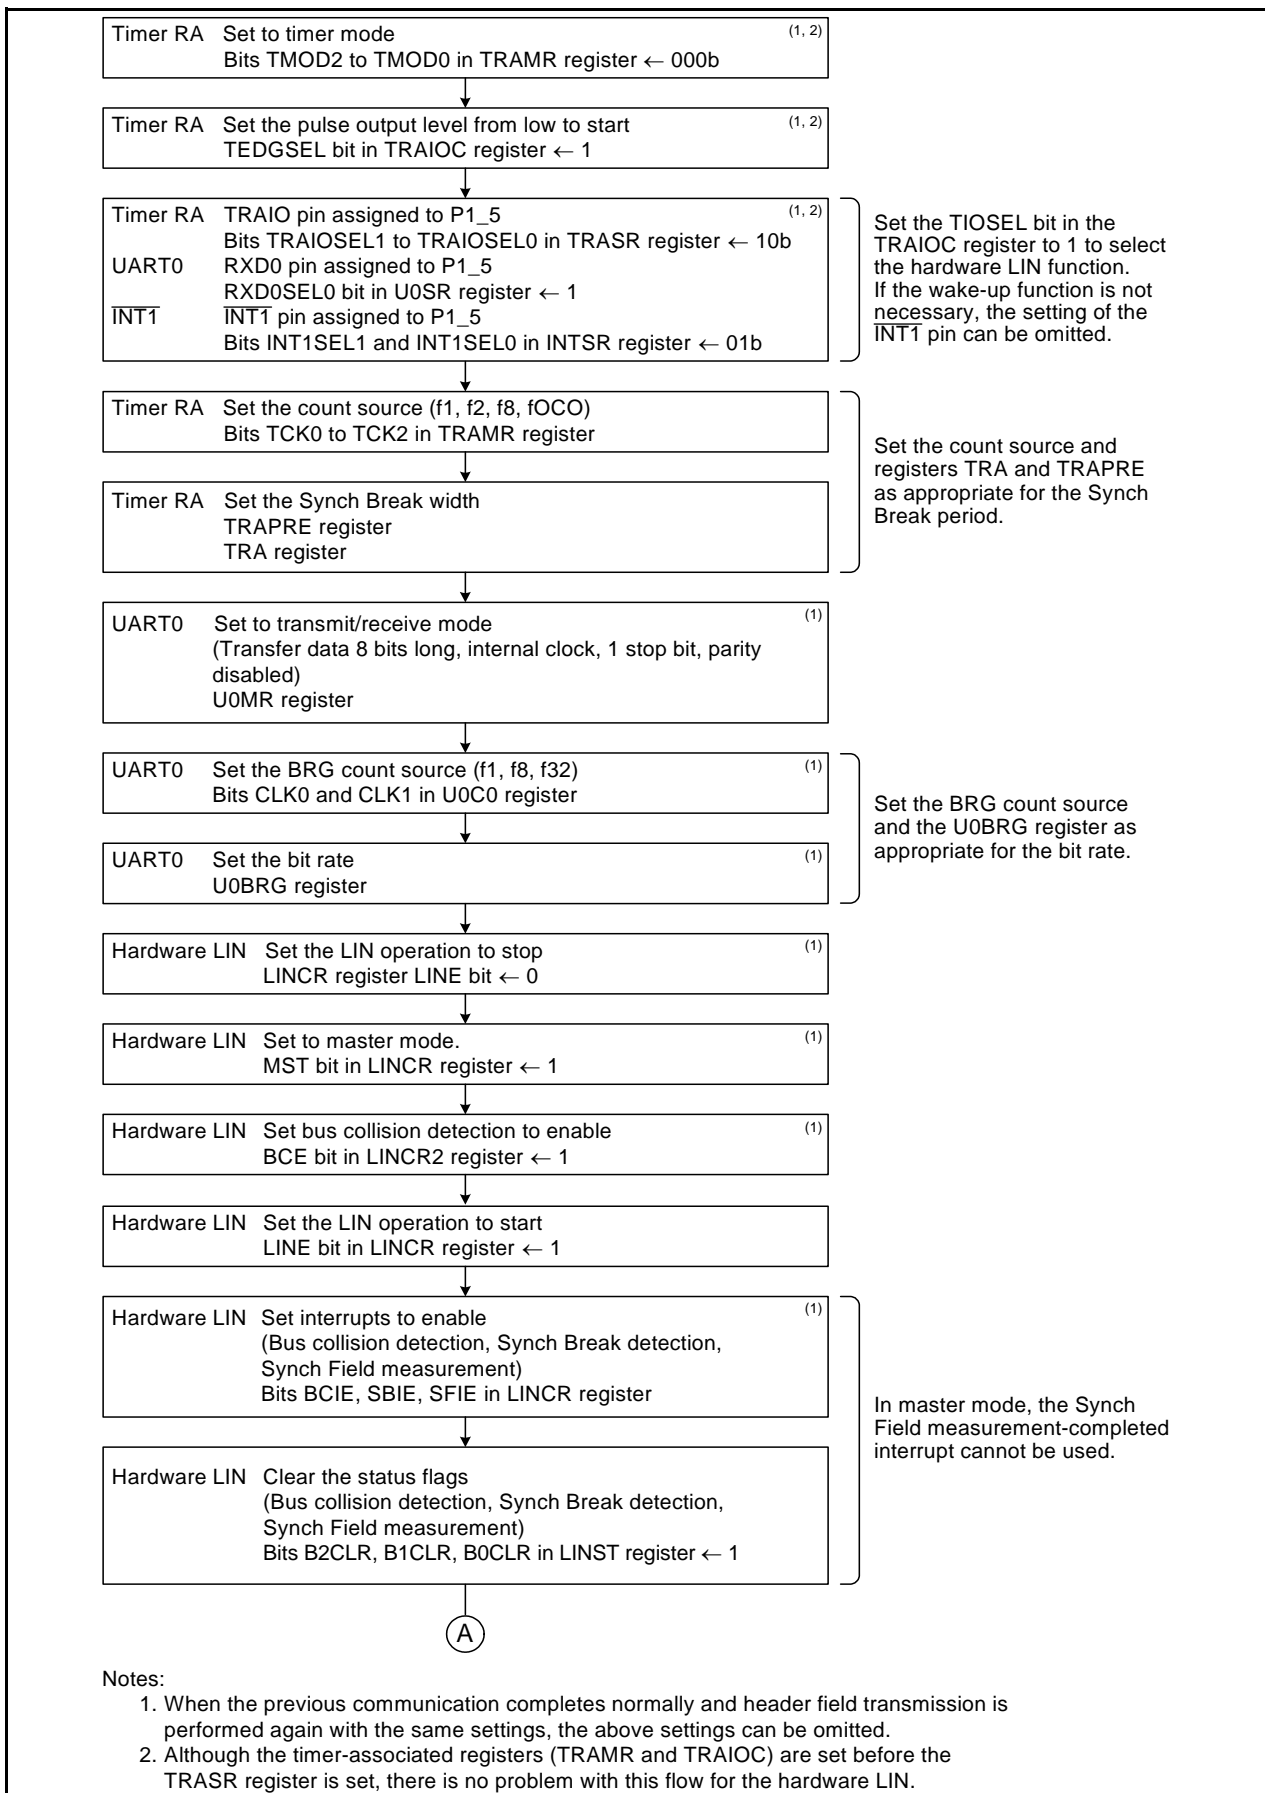 Timer RA Set to timer mode (1, 2)
Bits TMOD2 to TMOD0 in TRAMR register ← 000b
Timer RA Set the pulse output level from low to start (1, 2)
TEDGSEL bit in TRAIOC register ← 1
Timer RA TRAIO pin assigned to P1_5 (1, 2)
Bits TRAIOSEL1 to TRAIOSEL0 in TRASR register ← 10b
UART0 RXD0 pin assigned to P1_5
RXD0SEL0 bit in U0SR register ← 1
INT1 INT1 pin assigned to P1_5
Bits INT1SEL1 and INT1SEL0 in INTSR register ← 01b
Set the TIOSEL bit in the
TRAIOC register to 1 to select
the hardware LIN function.
If the wake-up function is not
necessary, the setting of the
INT1 pin can be omitted.
Timer RA Set the count source (f1, f2, f8, fOCO)
Bits TCK0 to TCK2 in TRAMR register
Timer RA Set the Synch Break width
TRAPRE register
TRA register
Set the count source and
registers TRA and TRAPRE
as appropriate for the Synch
Break period.
UART0 Set to transmit/receive mode (1)
(Transfer data 8 bits long, internal clock, 1 stop bit, parity
disabled)
U0MR register
UART0 Set the BRG count source (f1, f8, f32) (1)
Bits CLK0 and CLK1 in U0C0 register
UART0 Set the bit rate (1)
U0BRG register
Set the BRG count source
and the U0BRG register as
appropriate for the bit rate.
Hardware LIN Set the LIN operation to stop (1)
LINCR register LINE bit ← 0
Hardware LIN Set to master mode. (1)
MST bit in LINCR register ← 1
Hardware LIN Set bus collision detection to enable (1)
BCE bit in LINCR2 register ← 1
Hardware LIN Set the LIN operation to start
LINE bit in LINCR register ← 1
Hardware LIN Set interrupts to enable (1)
(Bus collision detection, Synch Break detection,
Synch Field measurement)
Bits BCIE, SBIE, SFIE in LINCR register
Hardware LIN Clear the status flags
(Bus collision detection, Synch Break detection,
Synch Field measurement)
Bits B2CLR, B1CLR, B0CLR in LINST register ← 1
In master mode, the Synch
Field measurement-completed
interrupt cannot be used.
A
Notes:
1. When the previous communication completes normally and header field transmission is
performed again with the same settings, the above settings can be omitted.
2. Although the timer-associated registers (TRAMR and TRAIOC) are set before the
TRASR register is set, there is no problem with this flow for the hardware LIN.